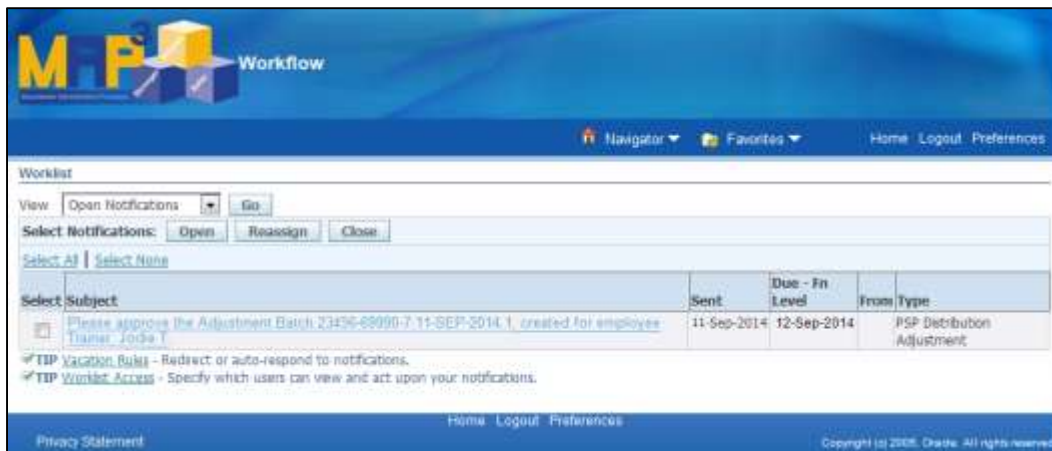 MAP3 Workflow
Navigator Favorites Home Logout Preferences
Worklist
View Open Notifications Go
Select Notifications: Open Reassign Close
Select All | Select None
Select Subject Sent Due - Fn Level From Type
Please approve the Adjustment Batch 11-SEP-2014 1, created for employee
Trainer, Jodie T 11-Sep-2014 12-Sep-2014 PSP Distribution Adjustment
TIP Vacation Rules - Redirect or auto-respond to notifications.
TIP Worklist Access - Specify which users can view and act upon your notifications.
Home Logout Preferences
Privacy Statement
Copyright (c) 2006, Oracle. All rights reserved.